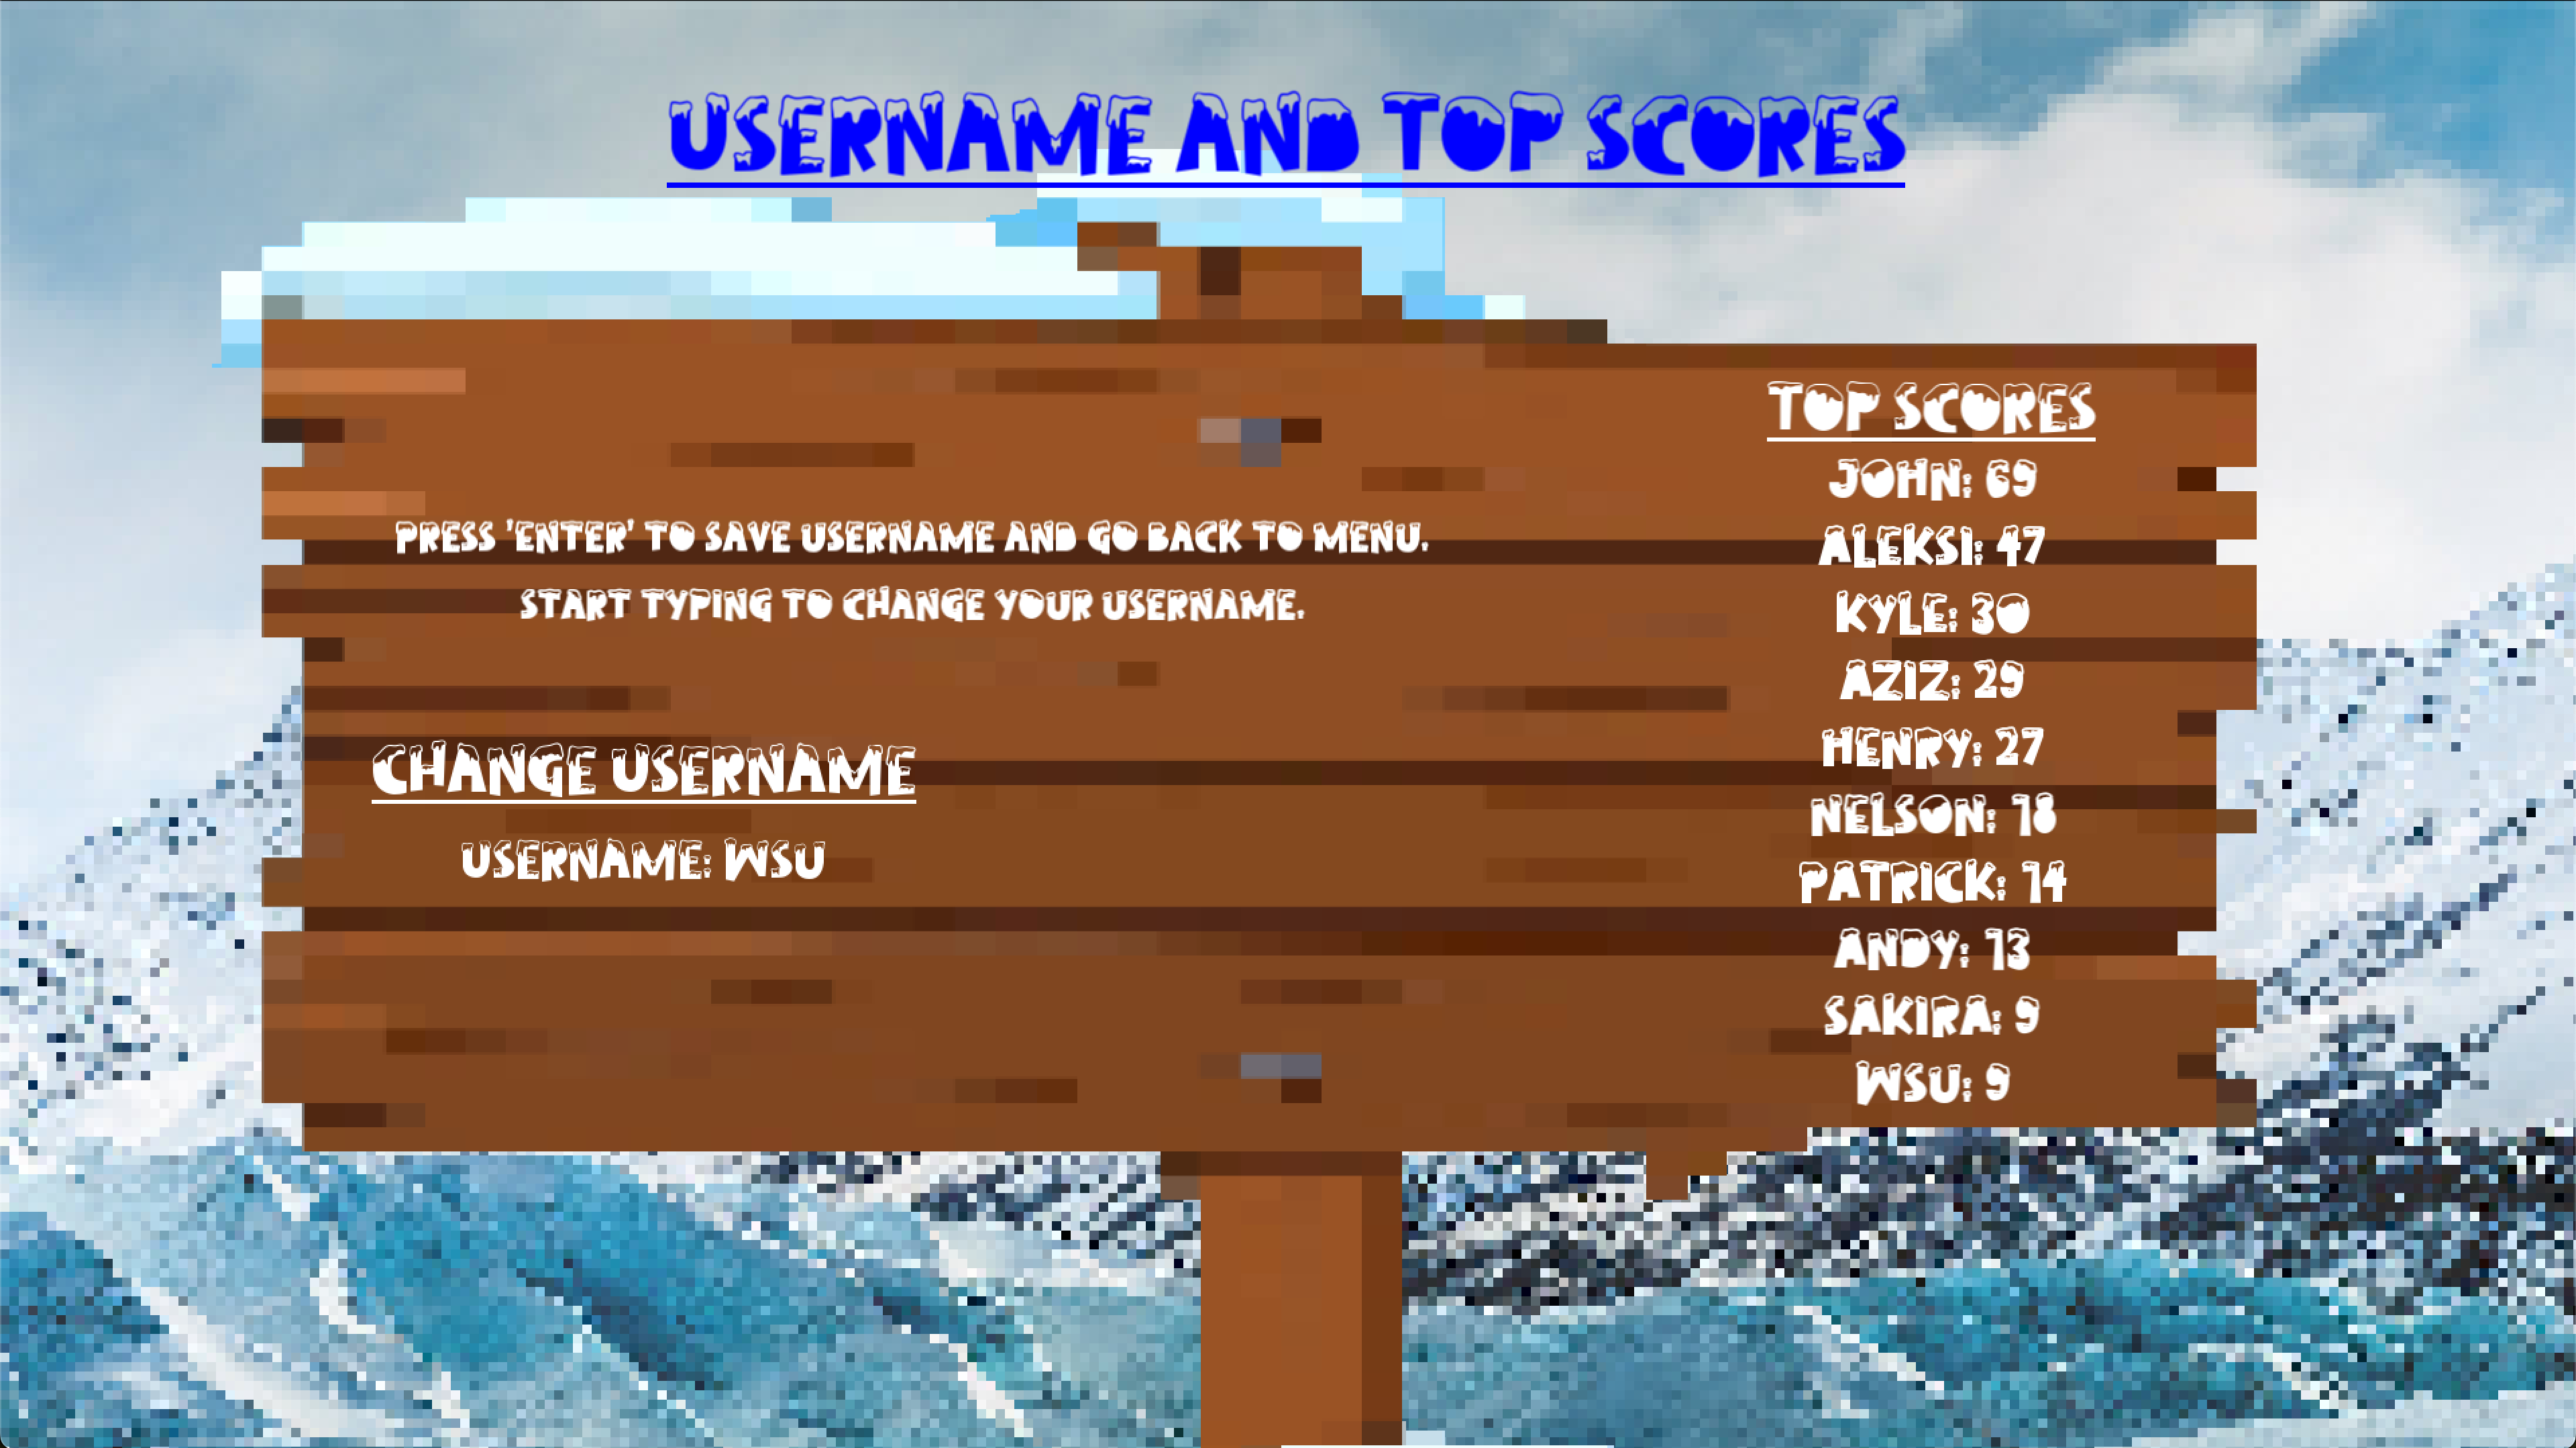 USERNAME AND TOP SCORES
PRESS 'ENTER' TO SAVE USERNAME AND GO BACK TO MENU.
START TYPING TO CHANGE YOUR USERNAME.
CHANGE USERNAME
USERNAME: WSU
TOP SCORES
JOHN: 69
ALEKSI: 47
KYLE: 30
AZIZ: 29
HENRY: 27
NELSON: 18
PATRICK: 14
ANDY: 13
SAKIRA: 9
WSU: 9